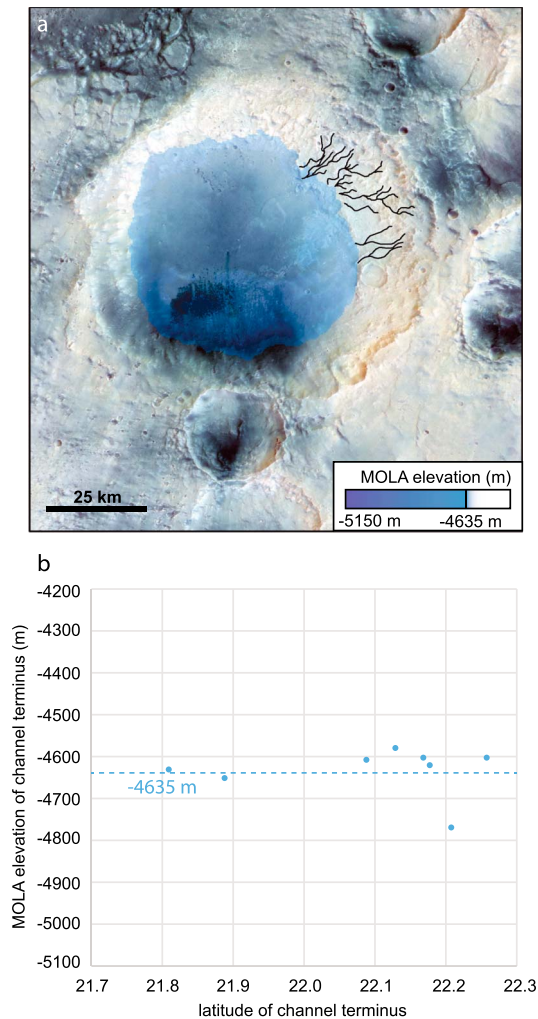 a
25 km
MOLA elevation (m)
-5150 m -4635 m
b
MOLA elevation of channel terminus (m)
-4200
-4300
-4400
-4500
-4600
-4700
-4800
-4900
-5000
-5100
-4635 m
21.7 21.8 21.9 22.0 22.1 22.2 22.3
latitude of channel terminus